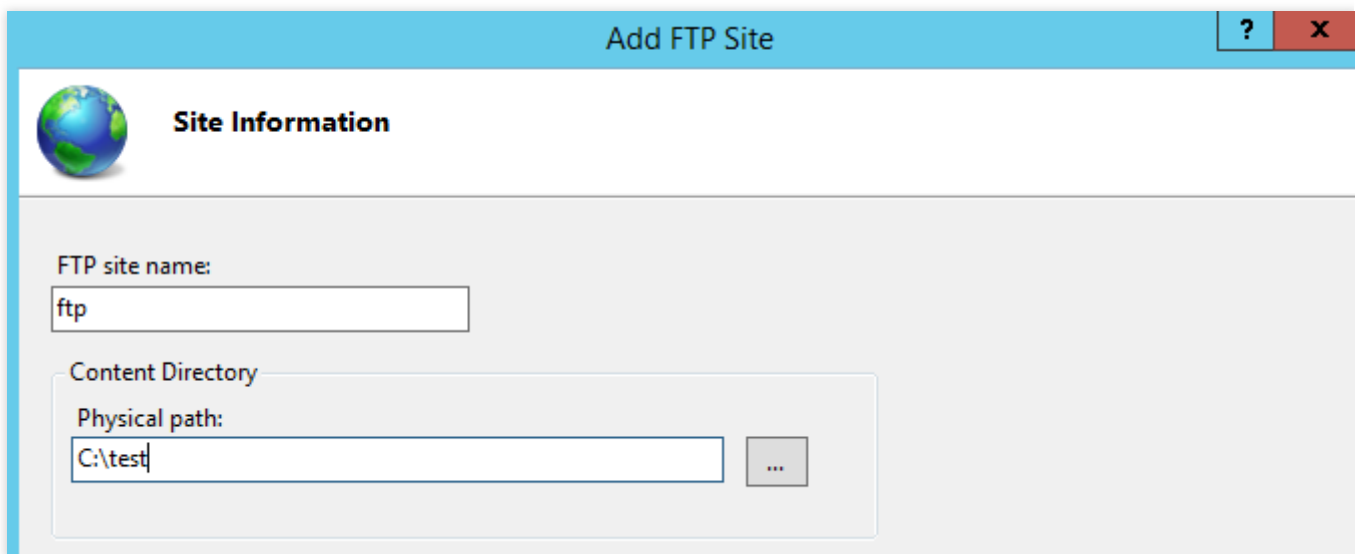 Add FTP Site
?
x
Site Information
FTP site name:
ftp
Content Directory
Physical path:
C:\test
...